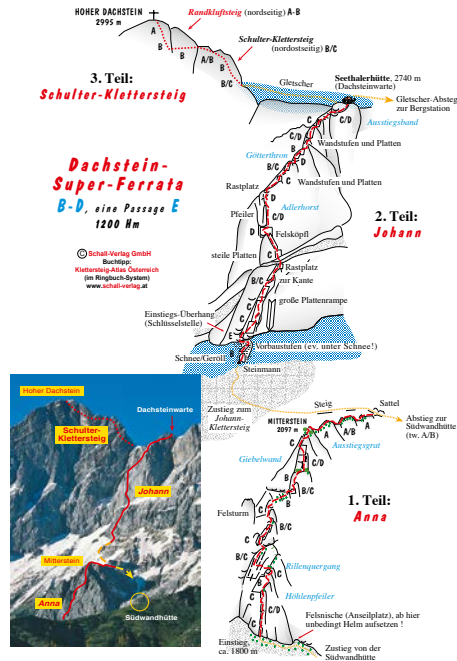 HOHER DACHSTEIN
2995 m
Randkluftsteig (nordseitig) A-B
A
B
B
A/B
B
B/C
Schulter-Klettersteig
(nordostseitig) B/C
3. Teil:
Schulter-Klettersteig
Gletscher
Seethalerhütte, 2740 m
(Dachsteinwarte)
Gletscher-Abstieg
zur Bergstation
Ausstiegsband
C
C/D
C/D
Wandstufen und Platten
Götterthron
C
B/C
C
Wandstufen und Platten
Dachstein-
Super-Ferrata
B-D, eine Passage E
1200 Hm
Rastplatz
D
Adlerhorst
Pfeiler
C/D
D
Felsköpfl
2. Teil:
Johann
© Schall-Verlag GmbH
Buchtipp:
Klettersteig-Atlas Österreich
(im Ringbuch-System)
www.schall-verlag.at
steile Platten
C
Rastplatz
zur Kante
B/C
große Plattenrampe
C
C
Einstiegs-Überhang
(Schlüsselstelle)
E
Vorbaustufen (ev. unter Schnee!)
Schnee/Geröll
B
Steinmann
Zustieg zum
Johann-
Klettersteig
Steig
Sattel
MITTERSTEIN
2097 m
A
A/B
A
Abstieg zur
Südwandhütte
(tw. A/B)
B/C
Ausstiegsgrat
Giebelwand
C
C/D
C
B
B/C
1. Teil:
Anna
Felsturm
C
C
B/C
Rillenquergang
C
Höhlenpfeiler
C
C/D
Felsnische (Anseilplatz), ab hier
unbedingt Helm aufsetzen !
Einstieg,
ca. 1800 m
Zustieg von der
Südwandhütte
Hoher Dachstein
Dachsteinwarte
Schulter-
Klettersteig
Johann
Mitterstein
Anna
Südwandhütte